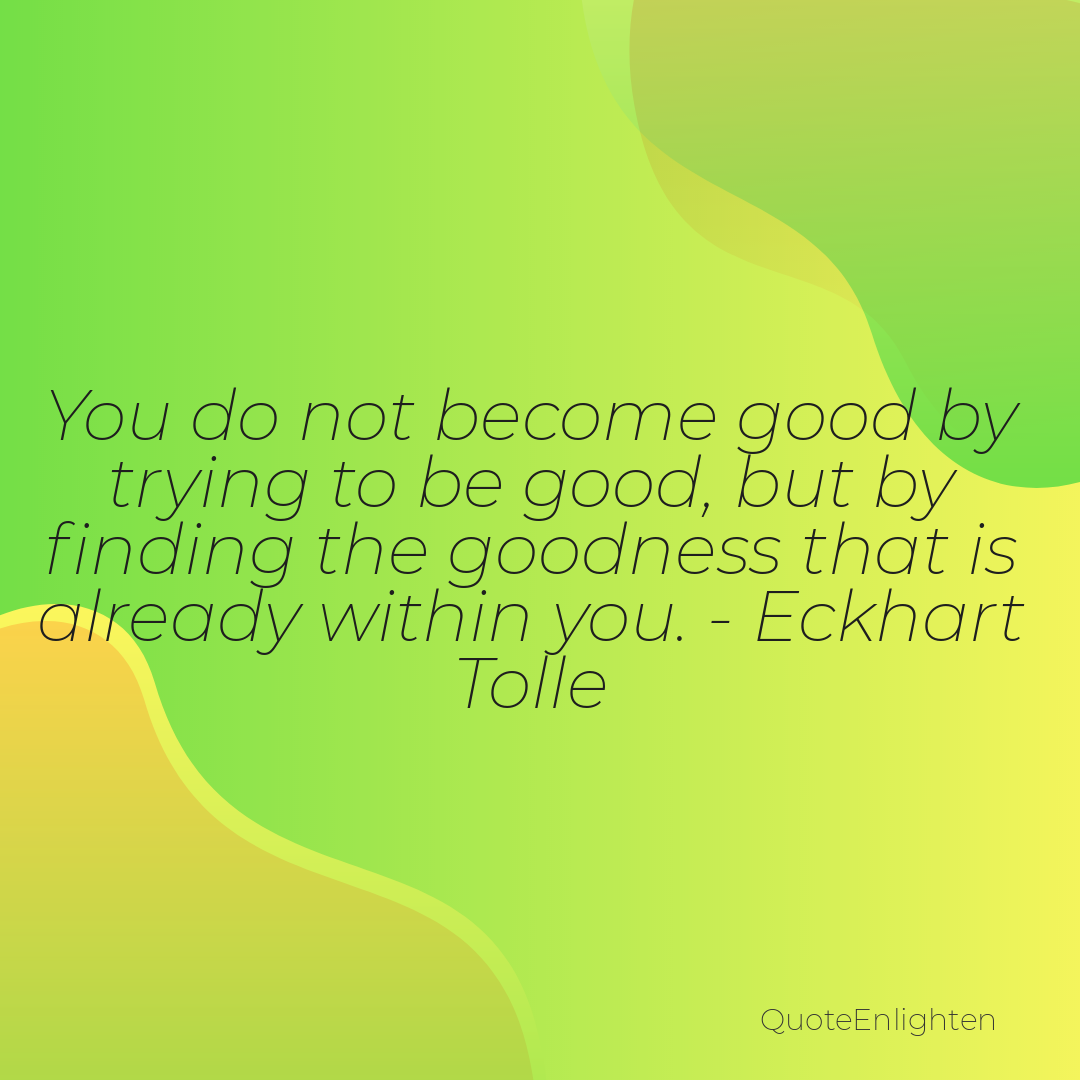 You do not become good by
trying to be good, but by
finding the goodness that is
already within you. - Eckhart
Tolle
QuoteEnlighten